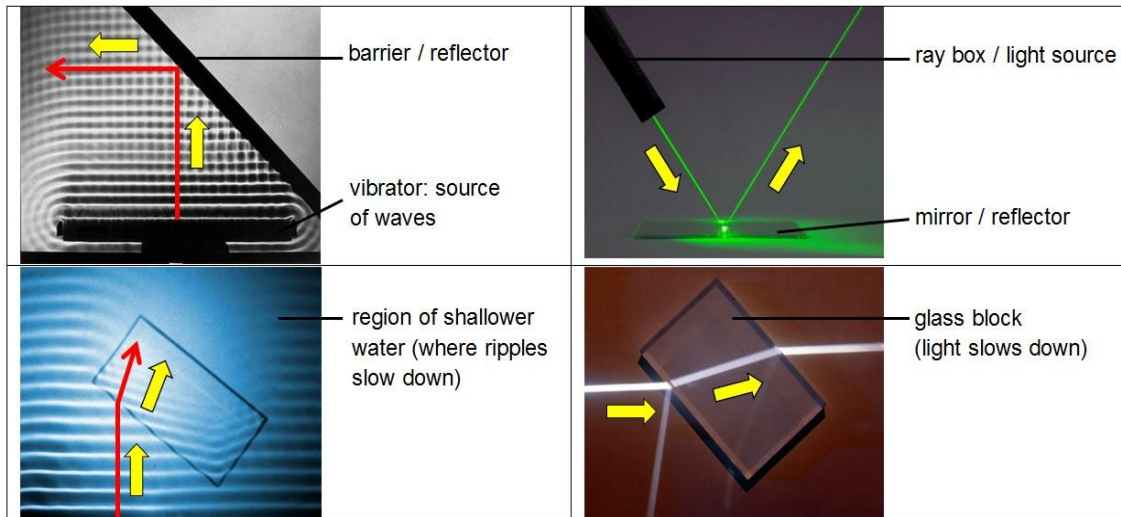 barrier / reflector
vibrator: source
of waves
ray box / light source
mirror / reflector
region of shallower
water (where ripples
slow down)
glass block
(light slows down)